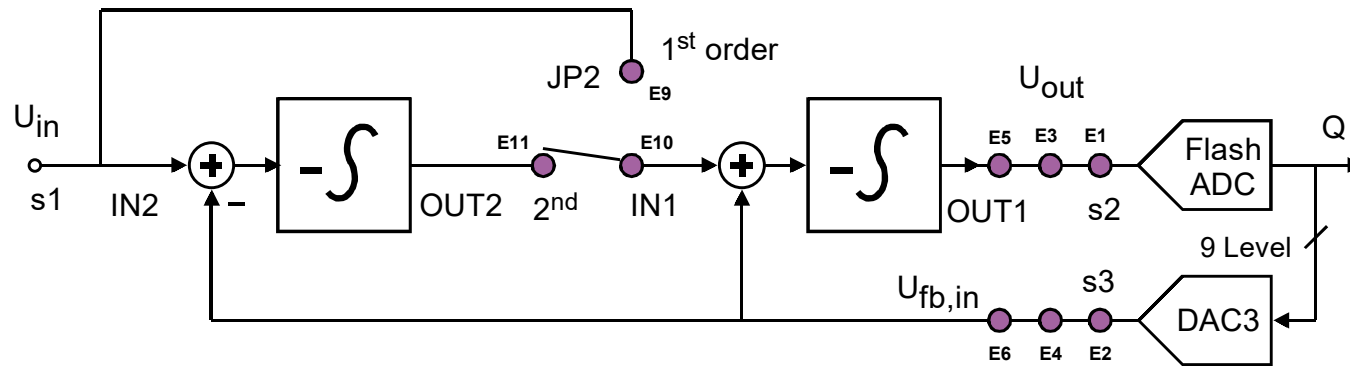 1st order
JP2
E9
Uin
Uout
E11
E10
E5
E3
E1
Q
+
-∫
+
-∫
Flash
ADC
s1
IN2
−
OUT2
2nd
IN1
OUT1
s2
9 Level
Ufb,in
s3
DAC3
E6
E4
E2